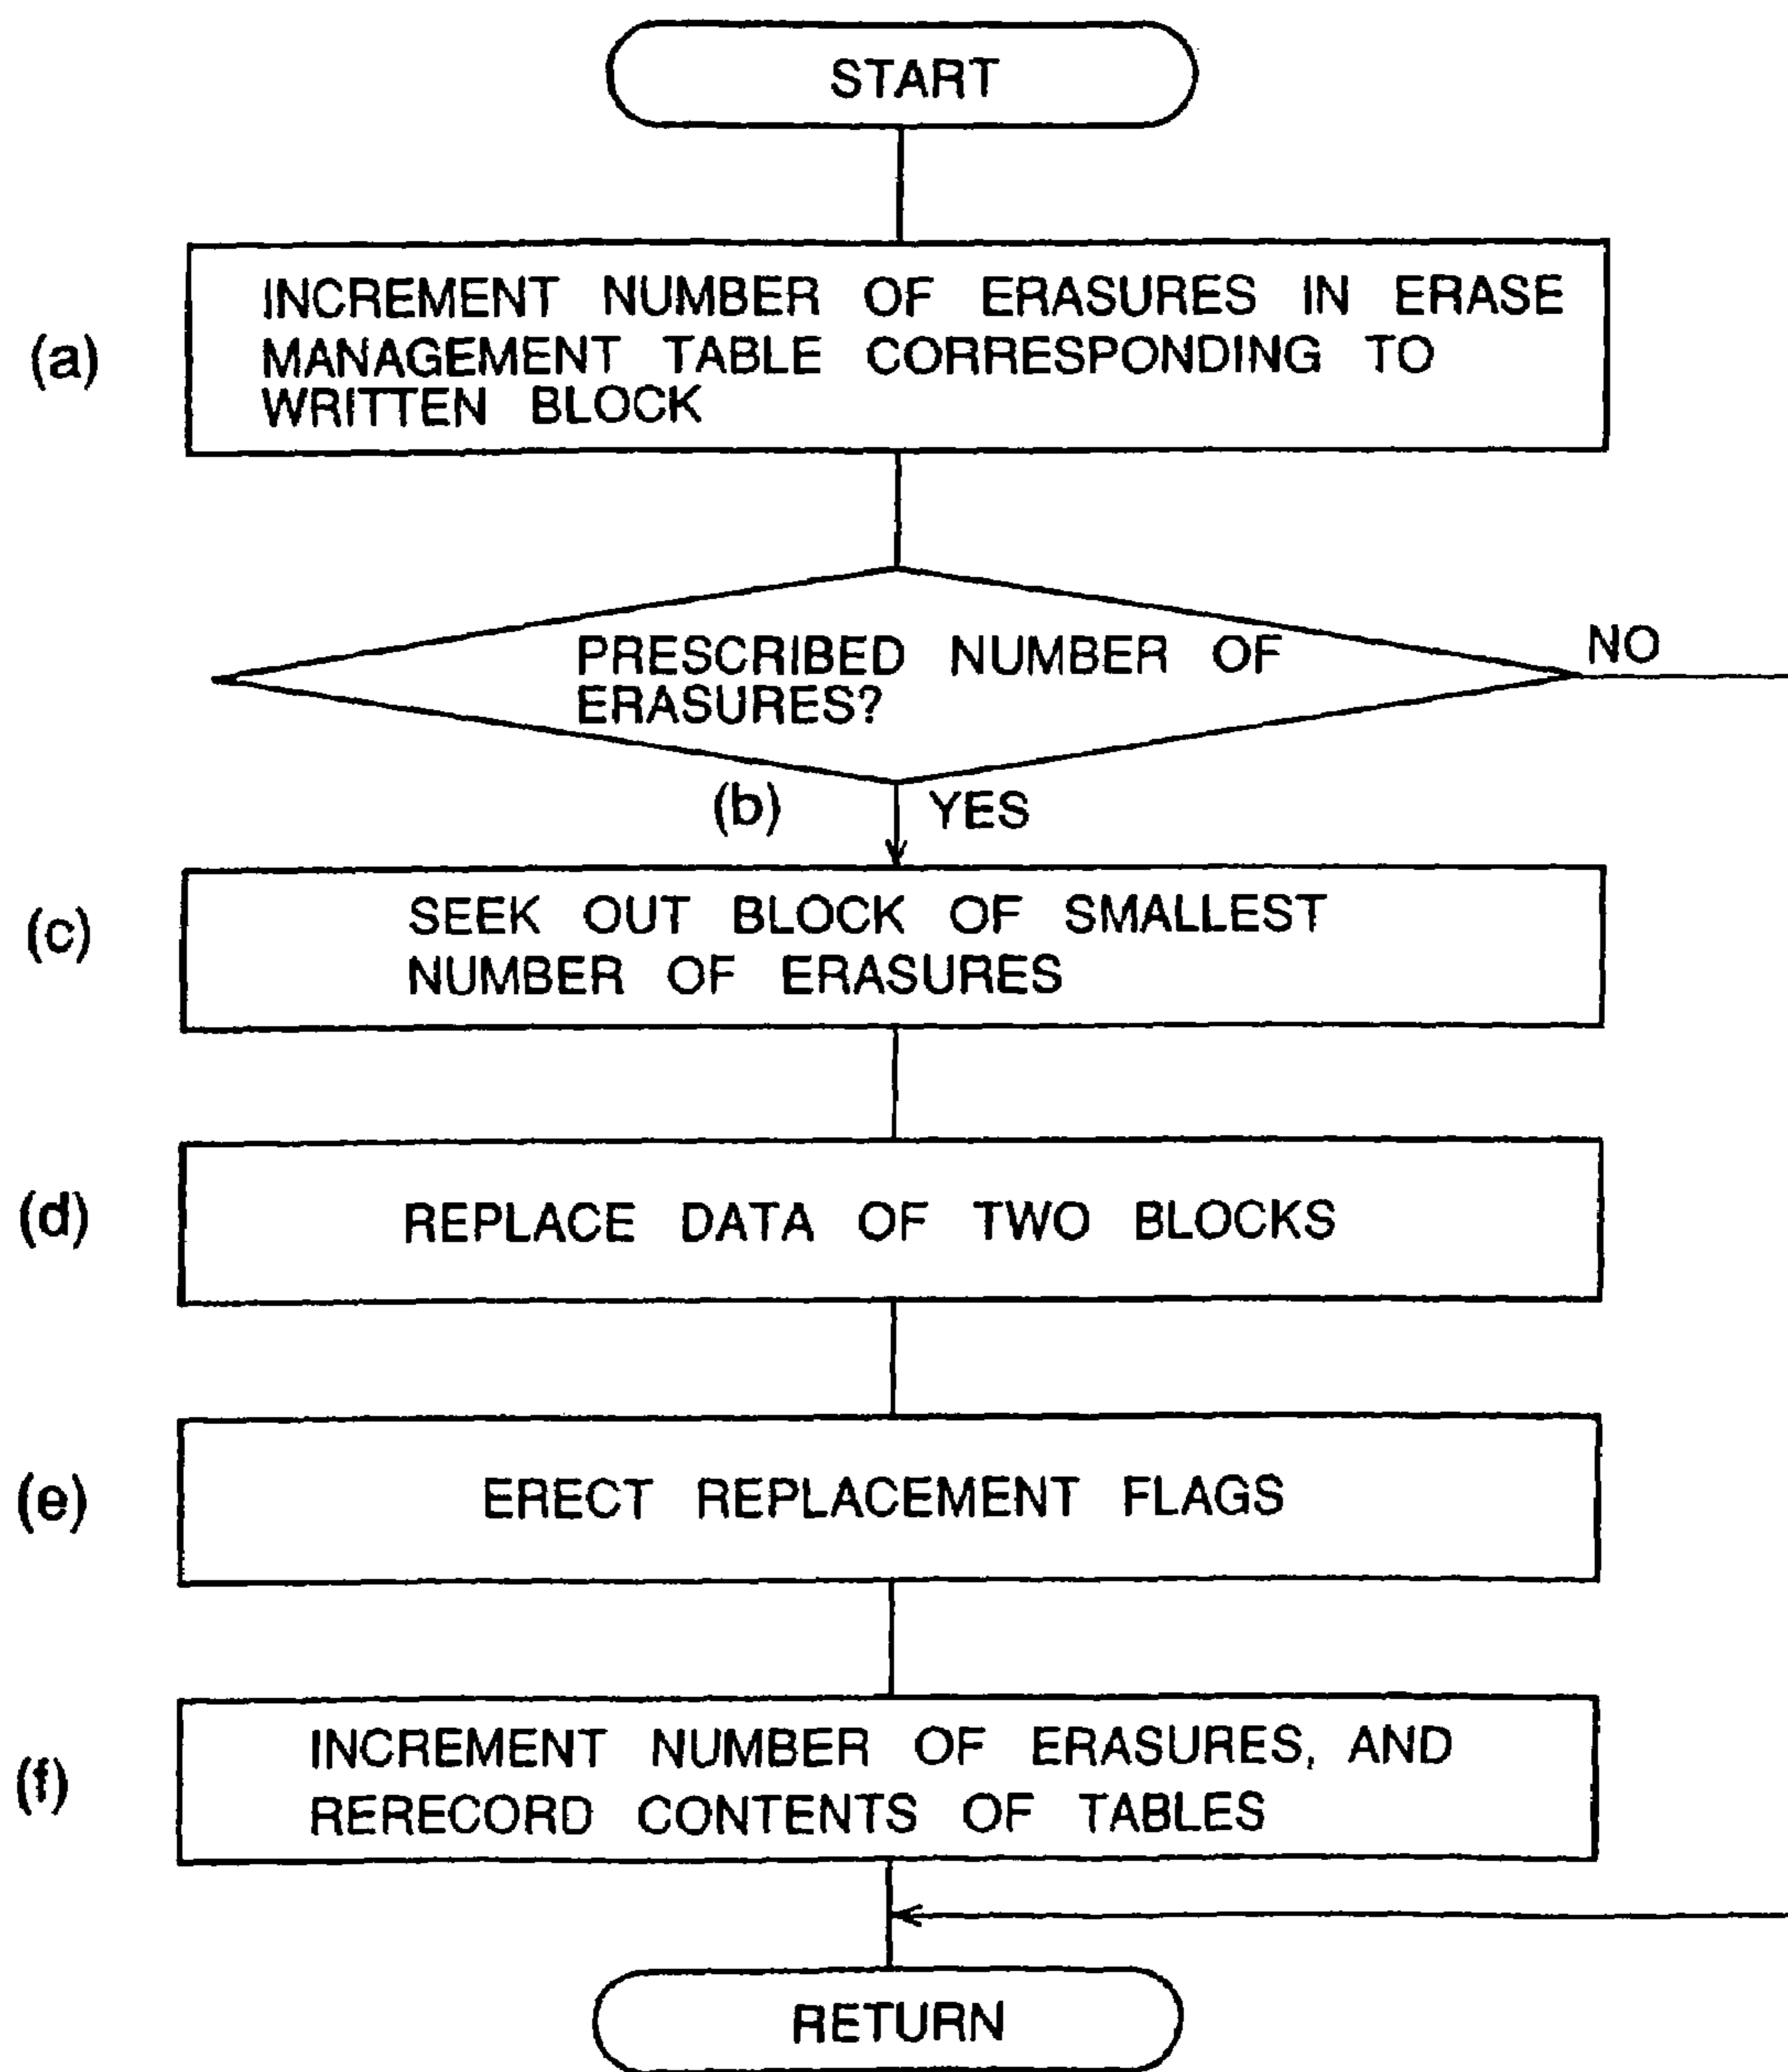 START
(a)
INCREMENT NUMBER OF ERASURES IN ERASE
MANAGEMENT TABLE CORRESPONDING TO
WRITTEN BLOCK
PRESCRIBED NUMBER OF
ERASURES?
NO
(b)
YES
(c)
SEEK OUT BLOCK OF SMALLEST
NUMBER OF ERASURES
(d)
REPLACE DATA OF TWO BLOCKS
(e)
ERECT REPLACEMENT FLAGS
(f)
INCREMENT NUMBER OF ERASURES, AND
RERECORD CONTENTS OF TABLES
RETURN